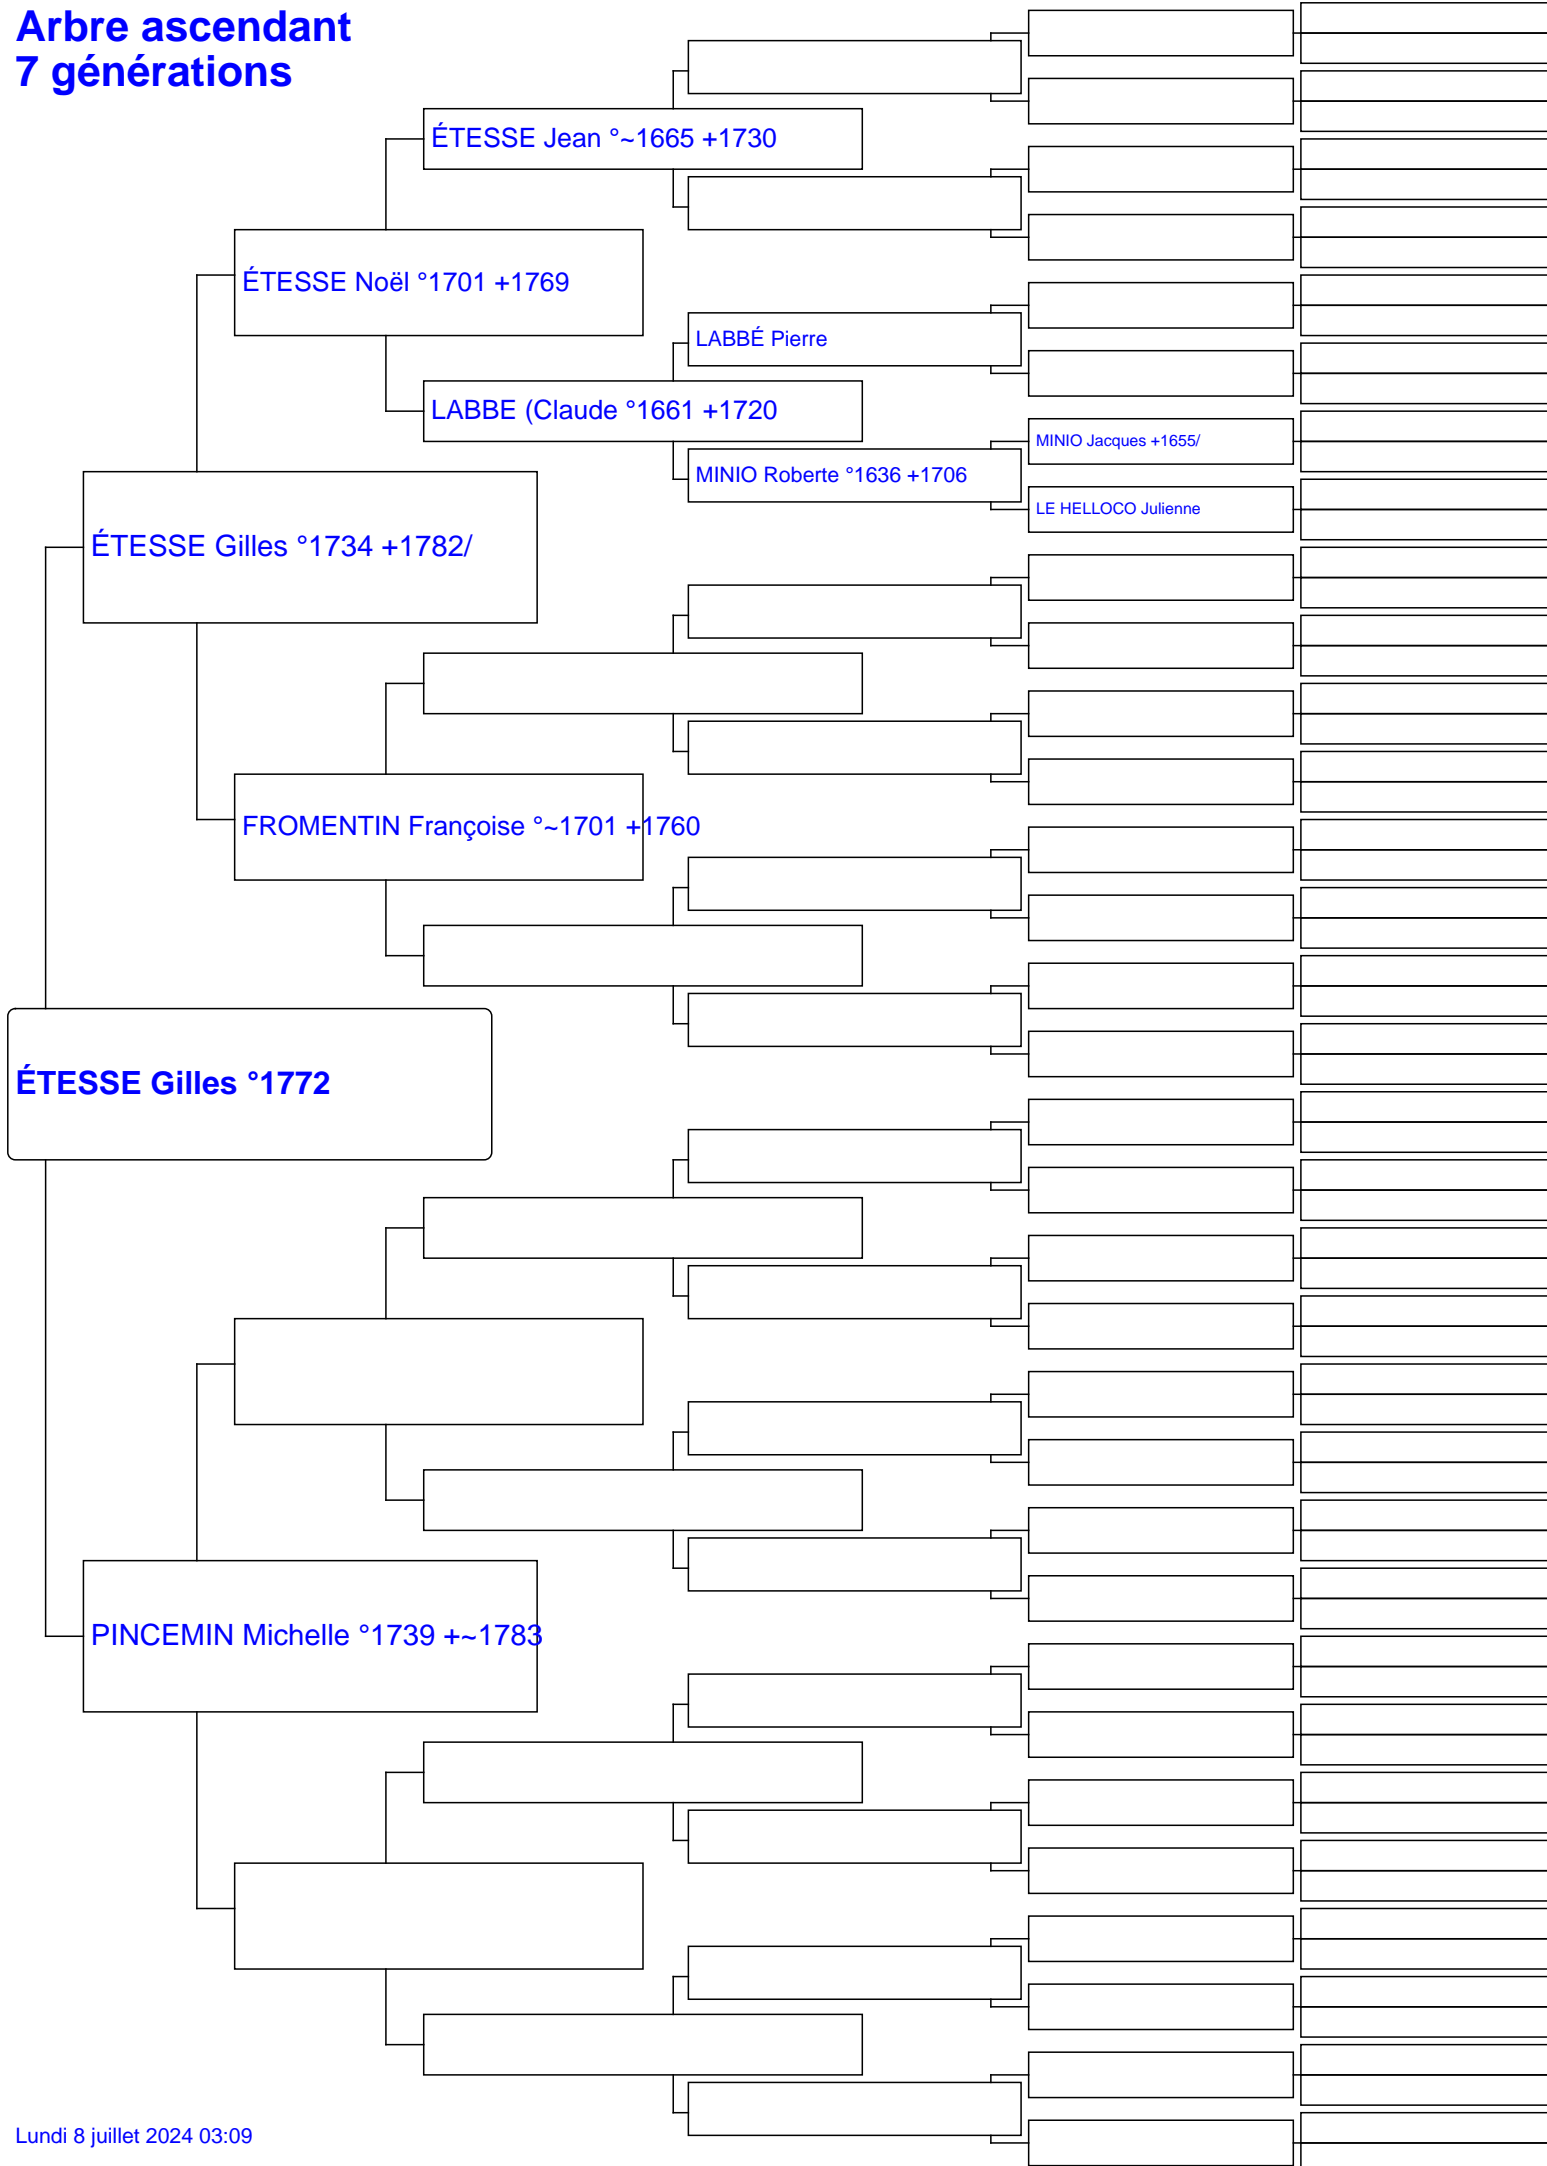 Arbre ascendant
7 générations
ÉTESSE Jean °~1665 +1730
ÉTESSE Noël °1701 +1769
LABBÉ Pierre
LABBE (Claude °1661 +1720
MINIO Jacques +1655/
MINIO Roberte °1636 +1706
LE HELLOCO Julienne
ÉTESSE Gilles °1734 +1782/
FROMENTIN Françoise °~1701 +1760
ÉTESSE Gilles °1772
PINCEMIN Michelle °1739 +~1783
Lundi 8 juillet 2024 03:09